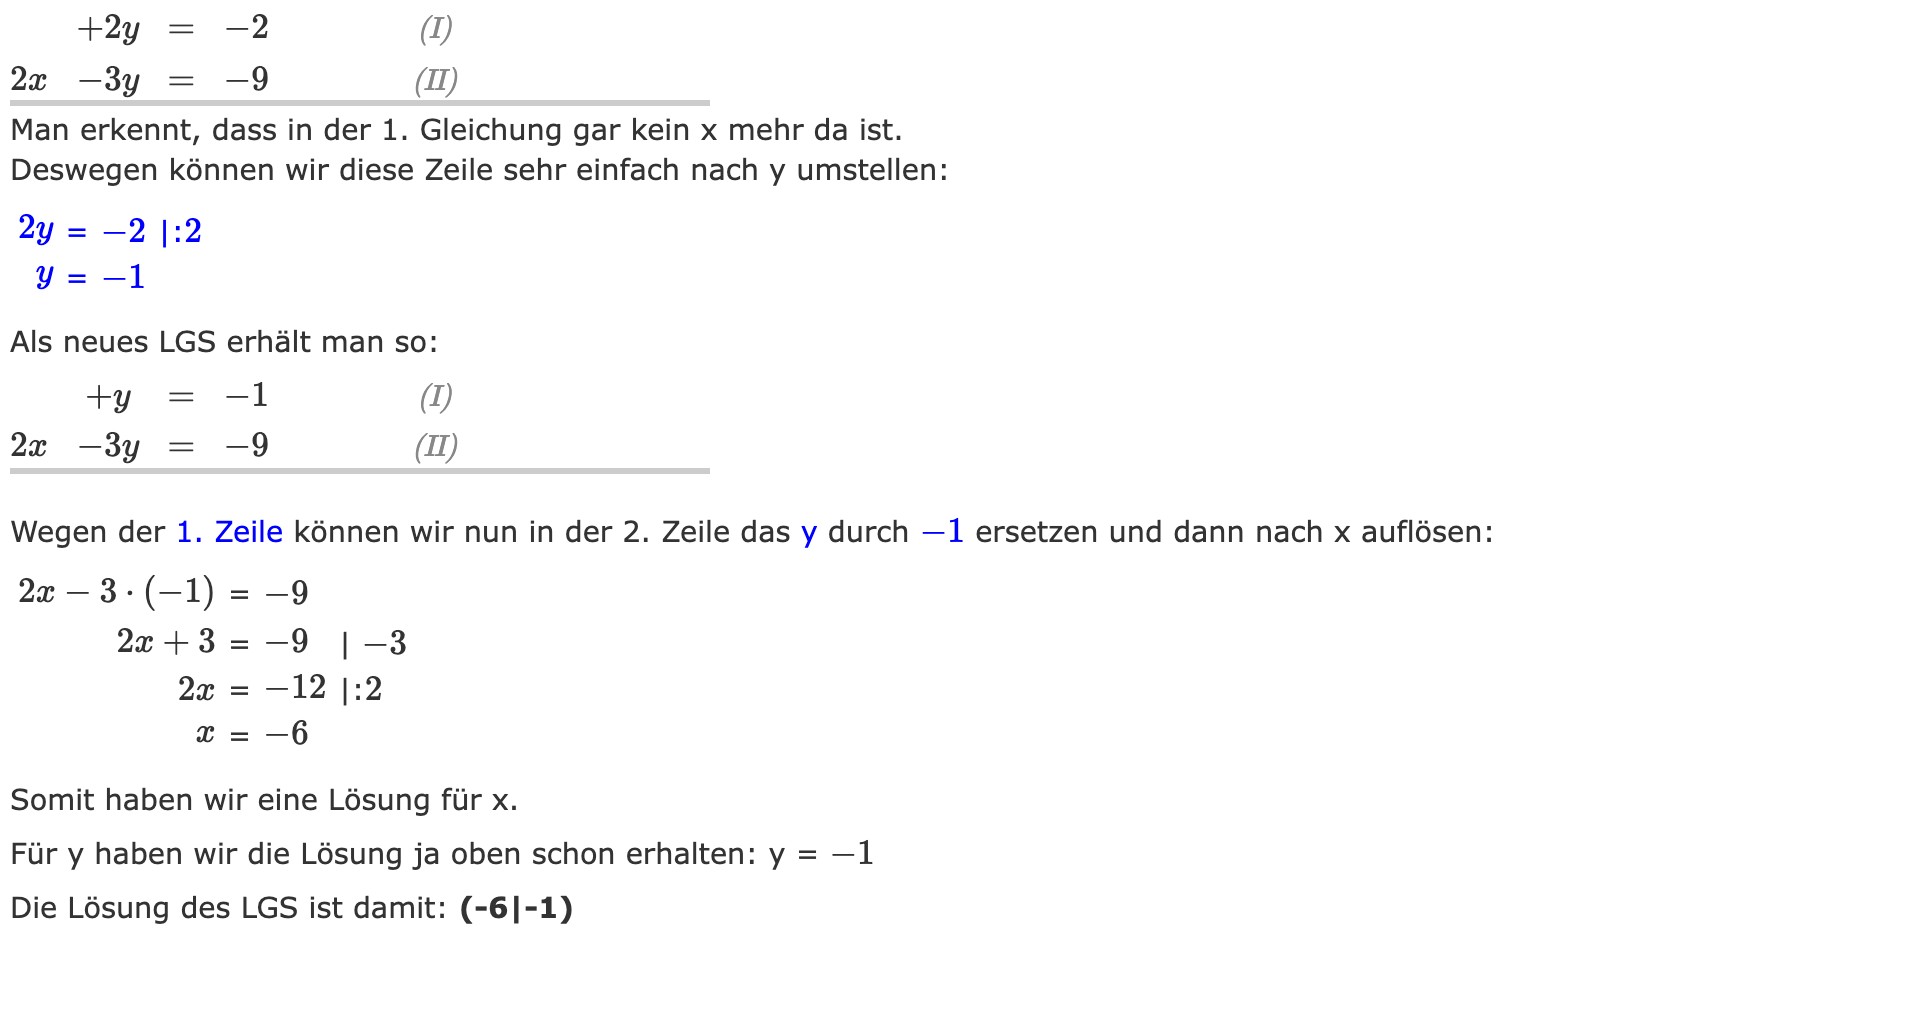 +2y = −2 (I)
2x −3y = −9 (II)
Man erkennt, dass in der 1. Gleichung gar kein x mehr da ist.
Deswegen können wir diese Zeile sehr einfach nach y umstellen:
2y = −2 |:2
y = −1
Als neues LGS erhält man so:
+y = −1 (I)
2x −3y = −9 (II)
Wegen der 1. Zeile können wir nun in der 2. Zeile das y durch −1 ersetzen und dann nach x auflösen:
2x − 3 · (−1) = −9
2x + 3 = −9 | −3
2x = −12 |:2
x = −6
Somit haben wir eine Lösung für x.
Für y haben wir die Lösung ja oben schon erhalten: y = −1
Die Lösung des LGS ist damit: (-6|-1)